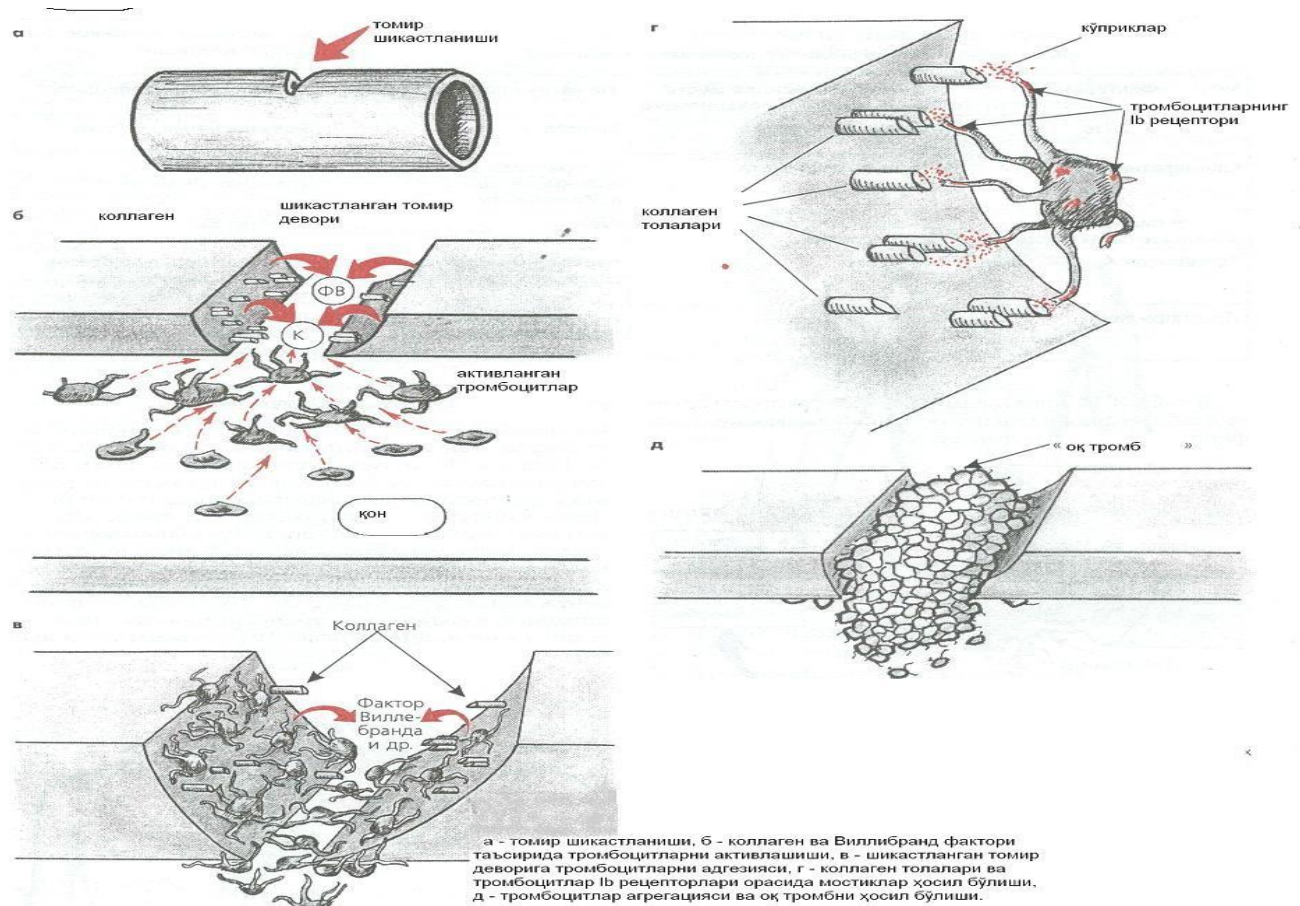 а
томир
шикастланиши
б
коллаген
шикастланган томир
девори
ФВ
К
активланган
тромбоцитлар
қон
в
Коллаген
Фактор
Вилле-
бранда
и др.
г
кўприклар
тромбоцитларнинг
Ib рецептори
коллаген
толалари
д
« оқ тромб »
а - томир шикастланиши, б - коллаген ва Виллибранд фактори
таъсирида тромбоцитларни активлашиши, в – шикастланган томир
деворига тромбоцитларни адгезияси, г - коллаген толалари ва
тромбоцитлар Ib рецепторлари орасида мостиклар ҳосил бўлиши,
д - тромбоцитлар агрегацияси ва оқ тромбни ҳосил бўлиши.